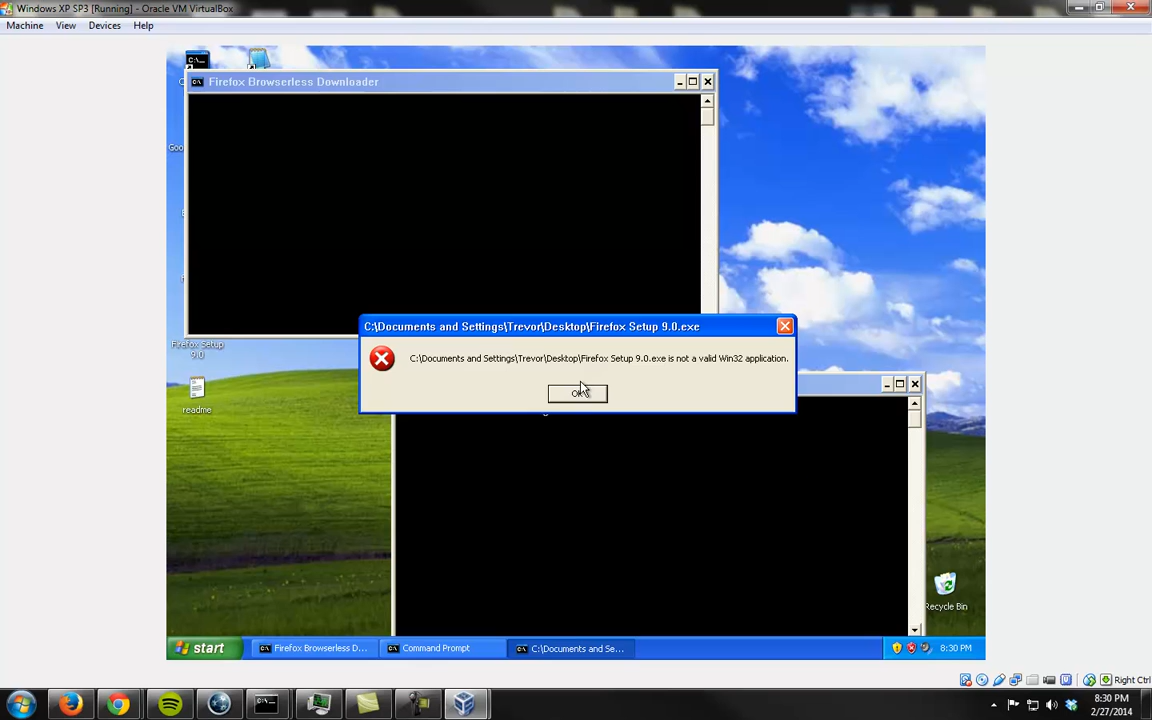 Windows XP SP3 [Running] - Oracle VM VirtualBox
Machine View Devices Help
C:\_
Firefox Browserless Downloader
Goo
Firefox Setup
9.0
readme
C:\Documents and Settings\Trevor\Desktop\Firefox Setup 9.0.exe
C:\Documents and Settings\Trevor\Desktop\Firefox Setup 9.0.exe is not a valid Win32 application.
OK
Recycle Bin
start
Firefox Browserless D...
Command Prompt
C:\Documents and Se...
8:30 PM
Right Ctrl
8:30 PM
2/27/2014